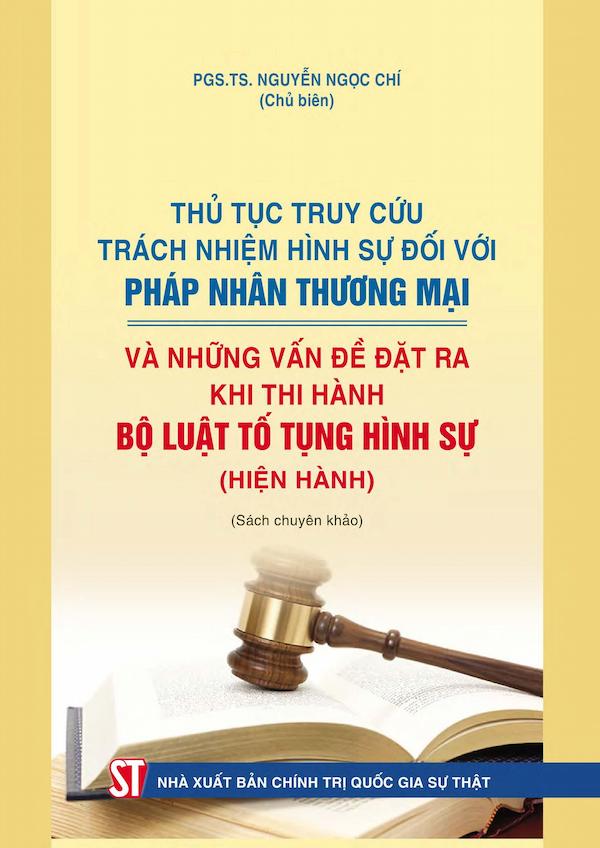 PGS.TS. NGUYỄN NGỌC CHÍ
(Chủ biên)
THỦ TỤC TRUY CỨU
TRÁCH NHIỆM HÌNH SỰ ĐỐI VỚI
PHÁP NHÂN THƯƠNG MẠI
VÀ NHỮNG VẤN ĐỀ ĐẶT RA
KHI THI HÀNH
BỘ LUẬT TỐ TỤNG HÌNH SỰ
(HIỆN HÀNH)
(Sách chuyên khảo)
ST NHÀ XUẤT BẢN CHÍNH TRỊ QUỐC GIA SỰ THẬT